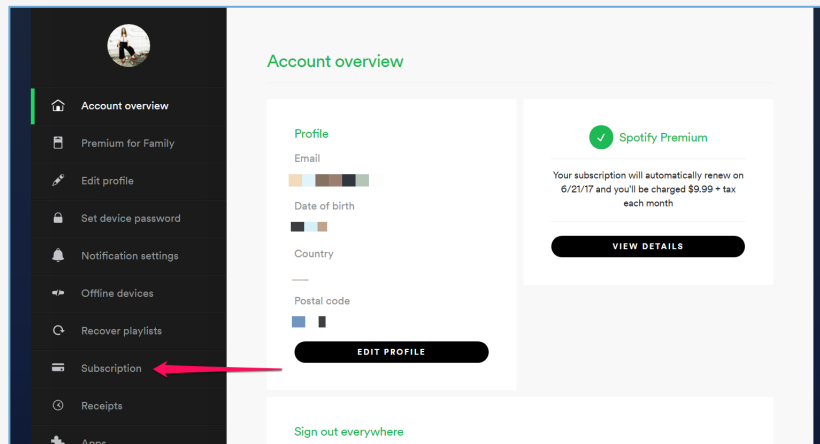 Account overview
Premium for Family
Edit profile
Set device password
Notification settings
Offline devices
Recover playlists
Subscription
Receipts
Apps
Account overview
Profile
Email
Date of birth
Country
Postal code
EDIT PROFILE
Spotify Premium
Your subscription will automatically renew on
6/21/17 and you'll be charged $9.99 + tax
each month
VIEW DETAILS
Sign out everywhere